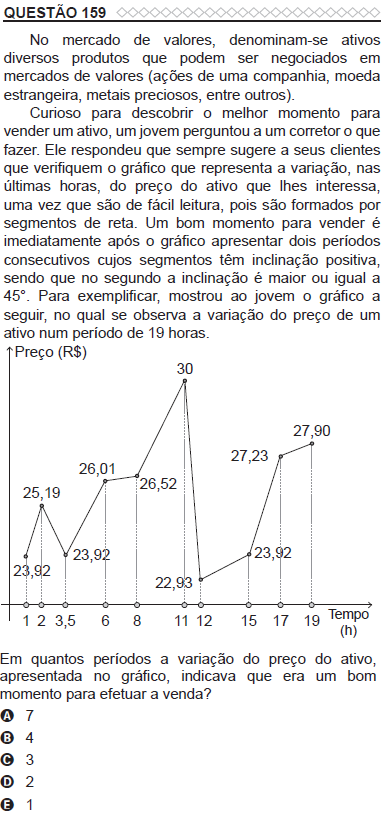 QUESTÃO 159
No mercado de valores, denominam-se ativos
diversos produtos que podem ser negociados em
mercados de valores (ações de uma companhia, moeda
estrangeira, metais preciosos, entre outros).
Curioso para descobrir o melhor momento para
vender um ativo, um jovem perguntou a um corretor o que
fazer. Ele respondeu que sempre sugere a seus clientes
que verifiquem o gráfico que representa a variação, nas
últimas horas, do preço do ativo que lhes interessa,
uma vez que são de fácil leitura, pois são formados por
segmentos de reta. Um bom momento para vender é
imediatamente após o gráfico apresentar dois períodos
consecutivos cujos segmentos têm inclinação positiva,
sendo que no segundo a inclinação é maior ou igual a
45°. Para exemplificar, mostrou ao jovem o gráfico a
seguir, no qual se observa a variação do preço de um
ativo num período de 19 horas.
Preço (R$)
30
27,90
27,23
26,01
26,52
25,19
23,92
23,92
23,92
22,93
1 2 3,5 6 8 11 12 15 17 19 Tempo
(h)
Em quantos períodos a variação do preço do ativo,
apresentada no gráfico, indicava que era um bom
momento para efetuar a venda?
A 7
B 4
C 3
D 2
E 1